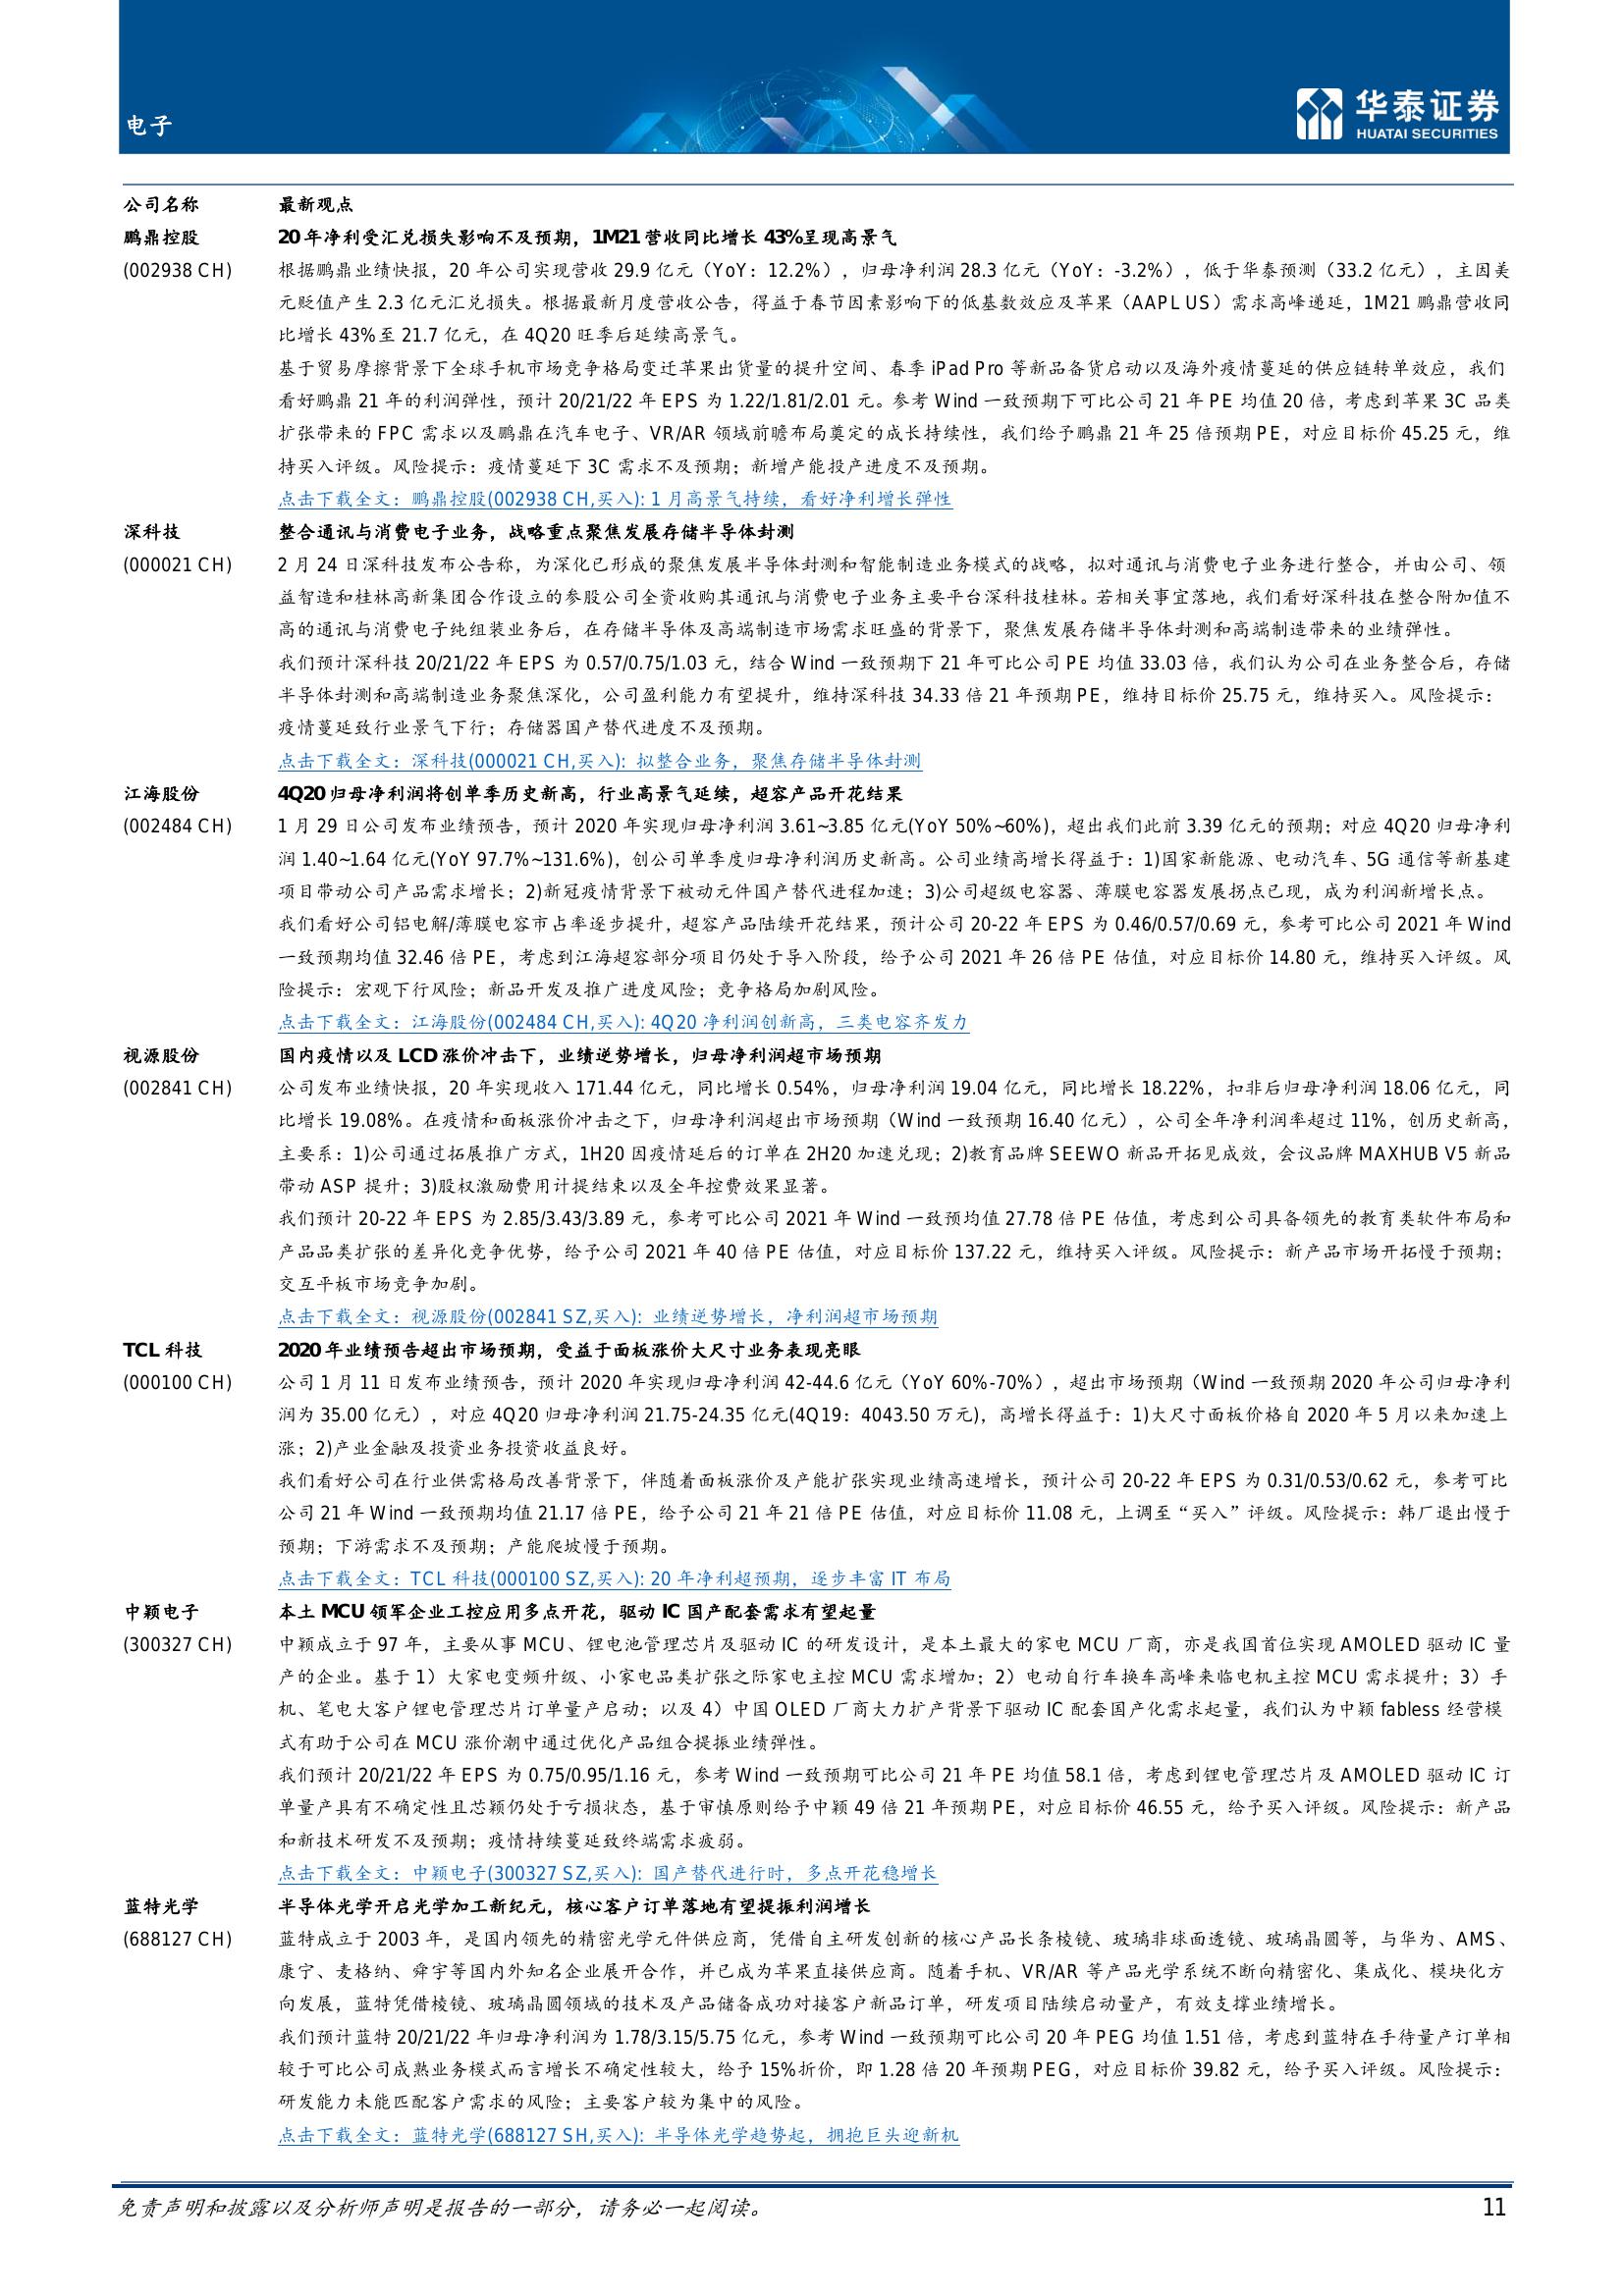 电子
华泰证券
HUATAI SECURITIES
公司名称 最新观点
鹏鼎控股 20 年净利受汇兑损失影响不及预期，1M21 营收同比增长 43%呈现高景气
(002938 CH) 根据鹏鼎业绩快报，20 年公司实现营收 29.9 亿元（YoY：12.2%），归母净利润 28.3 亿元（YoY：-3.2%），低于华泰预测（33.2 亿元），主因美
元贬值产生 2.3 亿元汇兑损失。根据最新月度营收公告，得益于春节因素影响下的低基数效应及苹果（AAPL US）需求高峰递延，1M21 鹏鼎营收同
比增长 43%至 21.7 亿元，在 4Q20 旺季后延续高景气。
基于贸易摩擦背景下全球手机市场竞争格局变迁苹果出货量的提升空间、春季 iPad Pro 等新品备货启动以及海外疫情蔓延的供应链转单效应，我们
看好鹏鼎 21 年的利润弹性，预计 20/21/22 年 EPS 为 1.22/1.81/2.01 元。参考 Wind 一致预期下可比公司 21 年 PE 均值 20 倍，考虑到苹果 3C 品类
扩张带来的 FPC 需求以及鹏鼎在汽车电子、VR/AR 领域前瞻布局奠定的成长持续性，我们给予鹏鼎 21 年 25 倍预期 PE，对应目标价 45.25 元，维
持买入评级。风险提示：疫情蔓延下 3C 需求不及预期；新增产能投产进度不及预期。
点击下载全文：鹏鼎控股(002938 CH,买入): 1 月高景气持续，看好净利增长弹性
深科技 整合通讯与消费电子业务，战略重点聚焦发展存储半导体封测
(000021 CH) 2 月 24 日深科技发布公告称，为深化已形成的聚焦发展半导体封测和智能制造业务模式的战略，拟对通讯与消费电子业务进行整合，并由公司、领
益智造和桂林高新集团合作设立的参股公司全资收购其通讯与消费电子业务主要平台深科技桂林。若相关事宜落地，我们看好深科技在整合附加值不
高的通讯与消费电子纯组装业务后，在存储半导体及高端制造市场需求旺盛的背景下，聚焦发展存储半导体封测和高端制造带来的业绩弹性。
我们预计深科技 20/21/22 年 EPS 为 0.57/0.75/1.03 元，结合 Wind 一致预期下 21 年可比公司 PE 均值 33.03 倍，我们认为公司在业务整合后，存储
半导体封测和高端制造业务聚焦深化，公司盈利能力有望提升，维持深科技 34.33 倍 21 年预期 PE，维持目标价 25.75 元，维持买入。风险提示：
疫情蔓延致行业景气下行；存储器国产替代进度不及预期。
点击下载全文：深科技(000021 CH,买入): 拟整合业务，聚焦存储半导体封测
江海股份 4Q20 归母净利润将创单季历史新高，行业高景气延续，超容产品开花结果
(002484 CH) 1 月 29 日公司发布业绩预告，预计 2020 年实现归母净利润 3.61~3.85 亿元(YoY 50%~60%)，超出我们此前 3.39 亿元的预期；对应 4Q20 归母净利
润 1.40~1.64 亿元(YoY 97.7%~131.6%)，创公司单季度归母净利润历史新高。公司业绩高增长得益于：1)国家新能源、电动汽车、5G 通信等新基建
项目带动公司产品需求增长；2)新冠疫情背景下被动元件国产替代进程加速；3)公司超级电容器、薄膜电容器发展拐点已现，成为利润新增长点。
我们看好公司铝电解/薄膜电容市占率逐步提升，超容产品陆续开花结果，预计公司 20-22 年 EPS 为 0.46/0.57/0.69 元，参考可比公司 2021 年 Wind
一致预期均值 32.46 倍 PE，考虑到江海超容部分项目仍处于导入阶段，给予公司 2021 年 26 倍 PE 估值，对应目标价 14.80 元，维持买入评级。风
险提示：宏观下行风险；新品开发及推广进度风险；竞争格局加剧风险。
点击下载全文：江海股份(002484 CH,买入): 4Q20 净利润创新高，三类电容齐发力
视源股份 国内疫情以及 LCD 涨价冲击下，业绩逆势增长，归母净利润超市场预期
(002841 CH) 公司发布业绩快报，20 年实现收入 171.44 亿元，同比增长 0.54%，归母净利润 19.04 亿元，同比增长 18.22%，扣非后归母净利润 18.06 亿元，同
比增长 19.08%。在疫情和面板涨价冲击之下，归母净利润超出市场预期（Wind 一致预期 16.40 亿元），公司全年净利润率超过 11%，创历史新高，
主要系：1)公司通过拓展推广方式，1H20 因疫情延后的订单在 2H20 加速兑现；2)教育品牌 SEEWO 新品开拓见成效，会议品牌 MAXHUB V5 新品
带动 ASP 提升；3)股权激励费用计提结束以及全年控费效果显著。
我们预计 20-22 年 EPS 为 2.85/3.43/3.89 元，参考可比公司 2021 年 Wind 一致预均值 27.78 倍 PE 估值，考虑到公司具备领先的教育类软件布局和
产品品类扩张的差异化竞争优势，给予公司 2021 年 40 倍 PE 估值，对应目标价 137.22 元，维持买入评级。风险提示：新产品市场开拓慢于预期；
交互平板市场竞争加剧。
点击下载全文：视源股份(002841 SZ,买入): 业绩逆势增长，净利润超市场预期
TCL 科技 2020 年业绩预告超出市场预期，受益于面板涨价大尺寸业务表现亮眼
(000100 CH) 公司 1 月 11 日发布业绩预告，预计 2020 年实现归母净利润 42-44.6 亿元（YoY 60%-70%），超出市场预期（Wind 一致预期 2020 年公司归母净利
润为 35.00 亿元），对应 4Q20 归母净利润 21.75-24.35 亿元(4Q19：4043.50 万元)，高增长得益于：1)大尺寸面板价格自 2020 年 5 月以来加速上
涨；2)产业金融及投资业务投资收益良好。
我们看好公司在行业供需格局改善背景下，伴随着面板涨价及产能扩张实现业绩高速增长，预计公司 20-22 年 EPS 为 0.31/0.53/0.62 元，参考可比
公司 21 年 Wind 一致预期均值 21.17 倍 PE，给予公司 21 年 21 倍 PE 估值，对应目标价 11.08 元，上调至“买入”评级。风险提示：韩厂退出慢于
预期；下游需求不及预期；产能爬坡慢于预期。
点击下载全文：TCL 科技(000100 SZ,买入): 20 年净利超预期，逐步丰富 IT 布局
中颖电子 本土 MCU 领军企业工控应用多点开花，驱动 IC 国产配套需求有望起量
(300327 CH) 中颖成立于 97 年，主要从事 MCU、锂电池管理芯片及驱动 IC 的研发设计，是本土最大的家电 MCU 厂商，亦是我国首位实现 AMOLED 驱动 IC 量
产的企业。基于 1）大家电变频升级、小家电品类扩张之际家电主控 MCU 需求增加；2）电动自行车换车高峰来临电机主控 MCU 需求提升；3）手
机、笔电大客户锂电管理芯片订单量产启动；以及 4）中国 OLED 厂商大力扩产背景下驱动 IC 配套国产化需求起量，我们认为中颖 fabless 经营模
式有助于公司在 MCU 涨价潮中通过优化产品组合提振业绩弹性。
我们预计 20/21/22 年 EPS 为 0.75/0.95/1.16 元，参考 Wind 一致预期可比公司 21 年 PE 均值 58.1 倍，考虑到锂电管理芯片及 AMOLED 驱动 IC 订
单量产具有不确定性且芯颖仍处于亏损状态，基于审慎原则给予中颖 49 倍 21 年预期 PE，对应目标价 46.55 元，给予买入评级。风险提示：新产品
和新技术研发不及预期；疫情持续蔓延致终端需求疲弱。
点击下载全文：中颖电子(300327 SZ,买入): 国产替代进行时，多点开花稳增长
蓝特光学 半导体光学开启光学加工新纪元，核心客户订单落地有望提振利润增长
(688127 CH) 蓝特成立于 2003 年，是国内领先的精密光学元件供应商，凭借自主研发创新的核心产品长条棱镜、玻璃非球面透镜、玻璃晶圆等，与华为、AMS、
康宁、麦格纳、舜宇等国内外知名企业展开合作，并已成为苹果直接供应商。随着手机、VR/AR 等产品光学系统不断向精密化、集成化、模块化方
向发展，蓝特凭借棱镜、玻璃晶圆领域的技术及产品储备成功对接客户新品订单，研发项目陆续启动量产，有效支撑业绩增长。
我们预计蓝特 20/21/22 年归母净利润为 1.78/3.15/5.75 亿元，参考 Wind 一致预期可比公司 20 年 PEG 均值 1.51 倍，考虑到蓝特在手待量产订单相
较于可比公司成熟业务模式而言增长不确定性较大，给予 15%折价，即 1.28 倍 20 年预期 PEG，对应目标价 39.82 元，给予买入评级。风险提示：
研发能力未能匹配客户需求的风险；主要客户较为集中的风险。
点击下载全文：蓝特光学(688127 SH,买入): 半导体光学趋势起，拥抱巨头迎新机
免责声明和披露以及分析师声明是报告的一部分，请务必一起阅读。 11